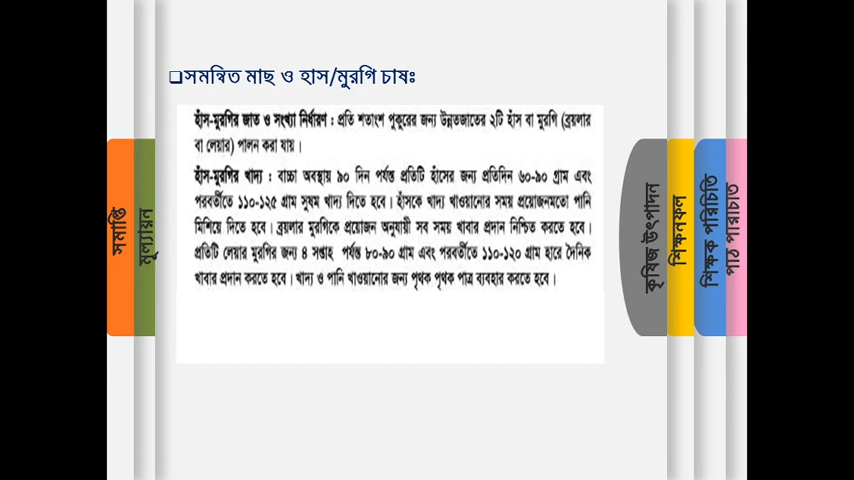 ❑সমন্বিত মাছ ও হাস/মুরগি চাষঃ
হাঁস-মুরগির জাত ও সংখ্যা নির্ধারণ : প্রতি শতাংশ পুকুরের জন্য উন্নতজাতের ২টি হাঁস বা মুরগি (ব্রয়লার
বা লেয়ার) পালন করা যায়।
হাঁস-মুরগির খাদ্য : বাচ্চা অবস্থায় ৯০ দিন পর্যন্ত প্রতিটি হাঁসের জন্য প্রতিদিন ৬০-৯০ গ্রাম এবং
পরবর্তীতে ১১০-১২৫ গ্রাম সুষম খাদ্য দিতে হবে। হাঁসকে খাদ্য খাওয়ানোর সময় প্রয়োজনমতো পানি
মিশিয়ে দিতে হবে। ব্রয়লার মুরগিকে প্রয়োজন অনুযায়ী সব সময় খাবার প্রদান নিশ্চিত করতে হবে।
প্রতিটি লেয়ার মুরগির জন্য ৪ সপ্তাহ পর্যন্ত ৮০-৯০ গ্রাম এবং পরবর্তীতে ১১০-১২০ গ্রাম হারে দৈনিক
খাবার প্রদান করতে হবে। খাদ্য ও পানি খাওয়ানোর জন্য পৃথক পৃথক পাত্র ব্যবহার করতে হবে।
সমাপ্তি
মূল্যায়ন
কৃষিজ উৎপাদন
শিক্ষনফল
শিক্ষক পরিচিতি
পাঠ পরিচিতি